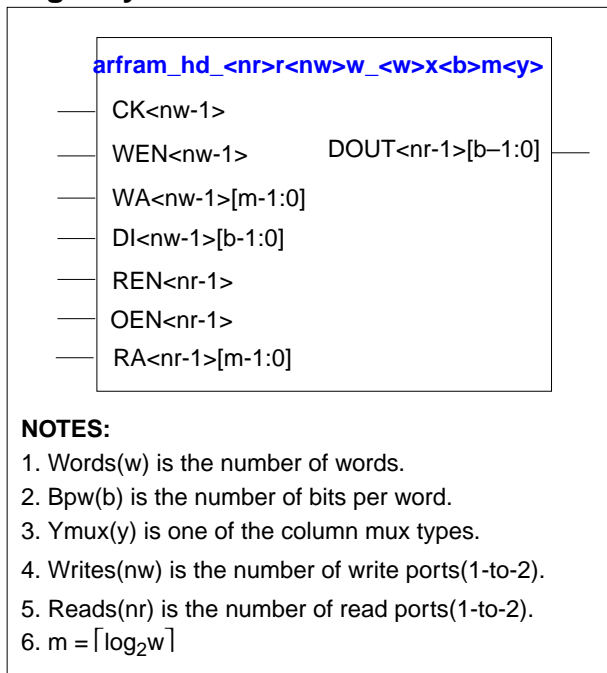 arfram_hd_<nr>r<nw>w_<w>x<b>m<y>
CK<nw-1>
WEN<nw-1>
DOUT<nr-1>[b–1:0]
WA<nw-1>[m-1:0]
DI<nw-1>[b-1:0]
REN<nr-1>
OEN<nr-1>
RA<nr-1>[m-1:0]
NOTES:
1. Words(w) is the number of words.
2. Bpw(b) is the number of bits per word.
3. Ymux(y) is one of the column mux types.
4. Writes(nw) is the number of write ports(1-to-2).
5. Reads(nr) is the number of read ports(1-to-2).
6. m = ⌈log₂w⌉